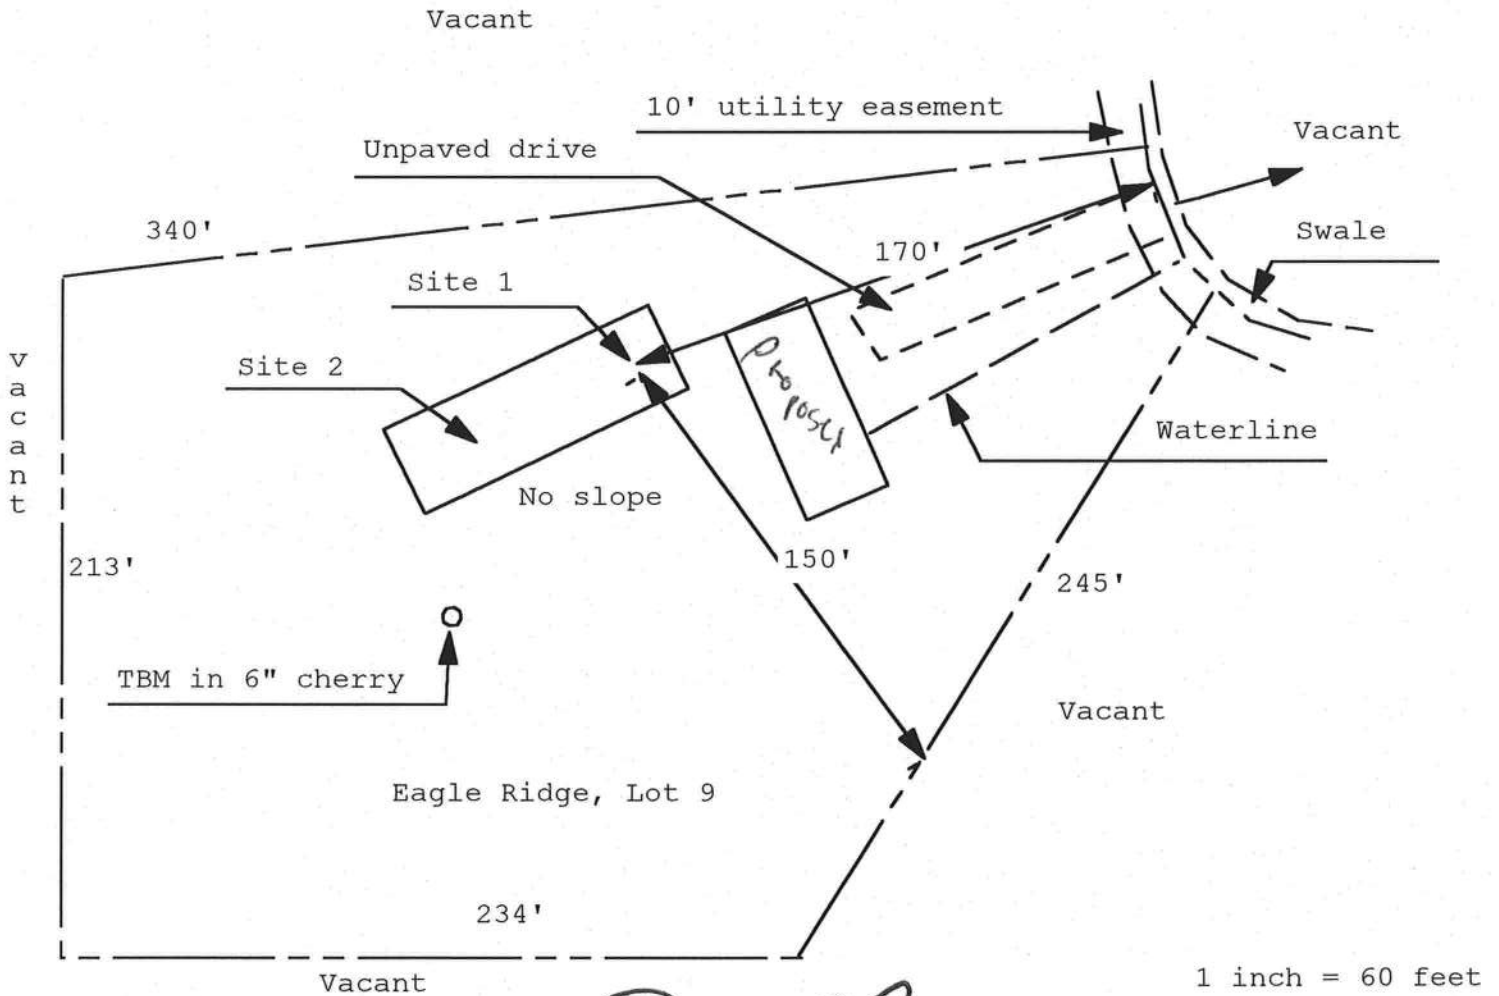 Vacant
10' utility easement
Vacant
Unpaved drive
340'
170'
Swale
Site 1
Site 2
Proposed
Vacant
Waterline
No slope
213'
150'
245'
TBM in 6" cherry
Vacant
Eagle Ridge, Lot 9
234'
Vacant
1 inch = 60 feet